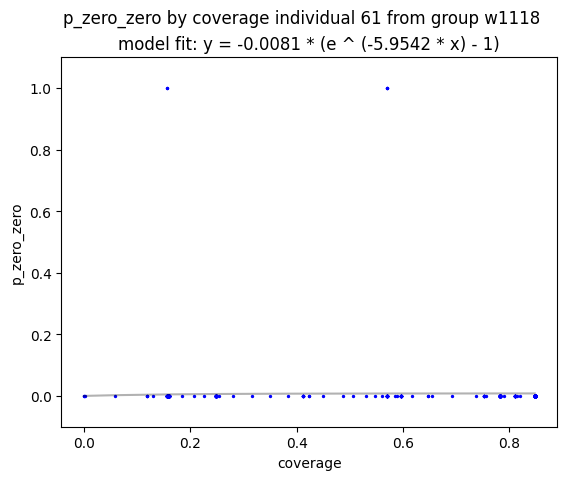 p_zero_zero by coverage individual 61 from group w1118
model fit: y = -0.0081 * (e ^ (-5.9542 * x) - 1)
1.0
0.8
0.6
0.4
0.2
0.0
p_zero_zero
0.0 0.2 0.4 0.6 0.8
coverage